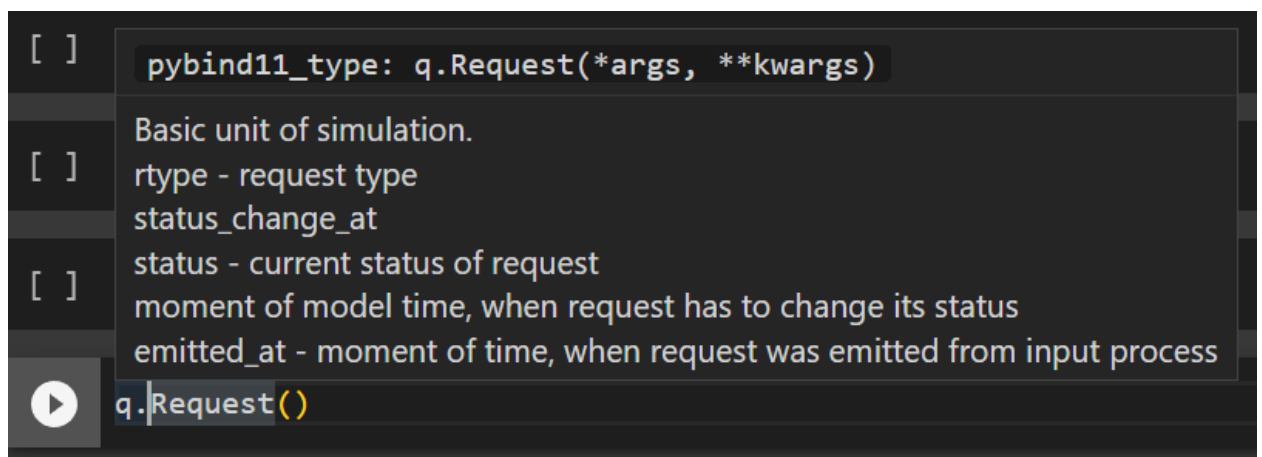 [ ]
pybind11_type: q.Request(*args, **kwargs)
Basic unit of simulation.
[ ]
rtype - request type
status_change_at
status - current status of request
[ ]
moment of model time, when request has to change its status
emitted_at - moment of time, when request was emitted from input process
q.Request()